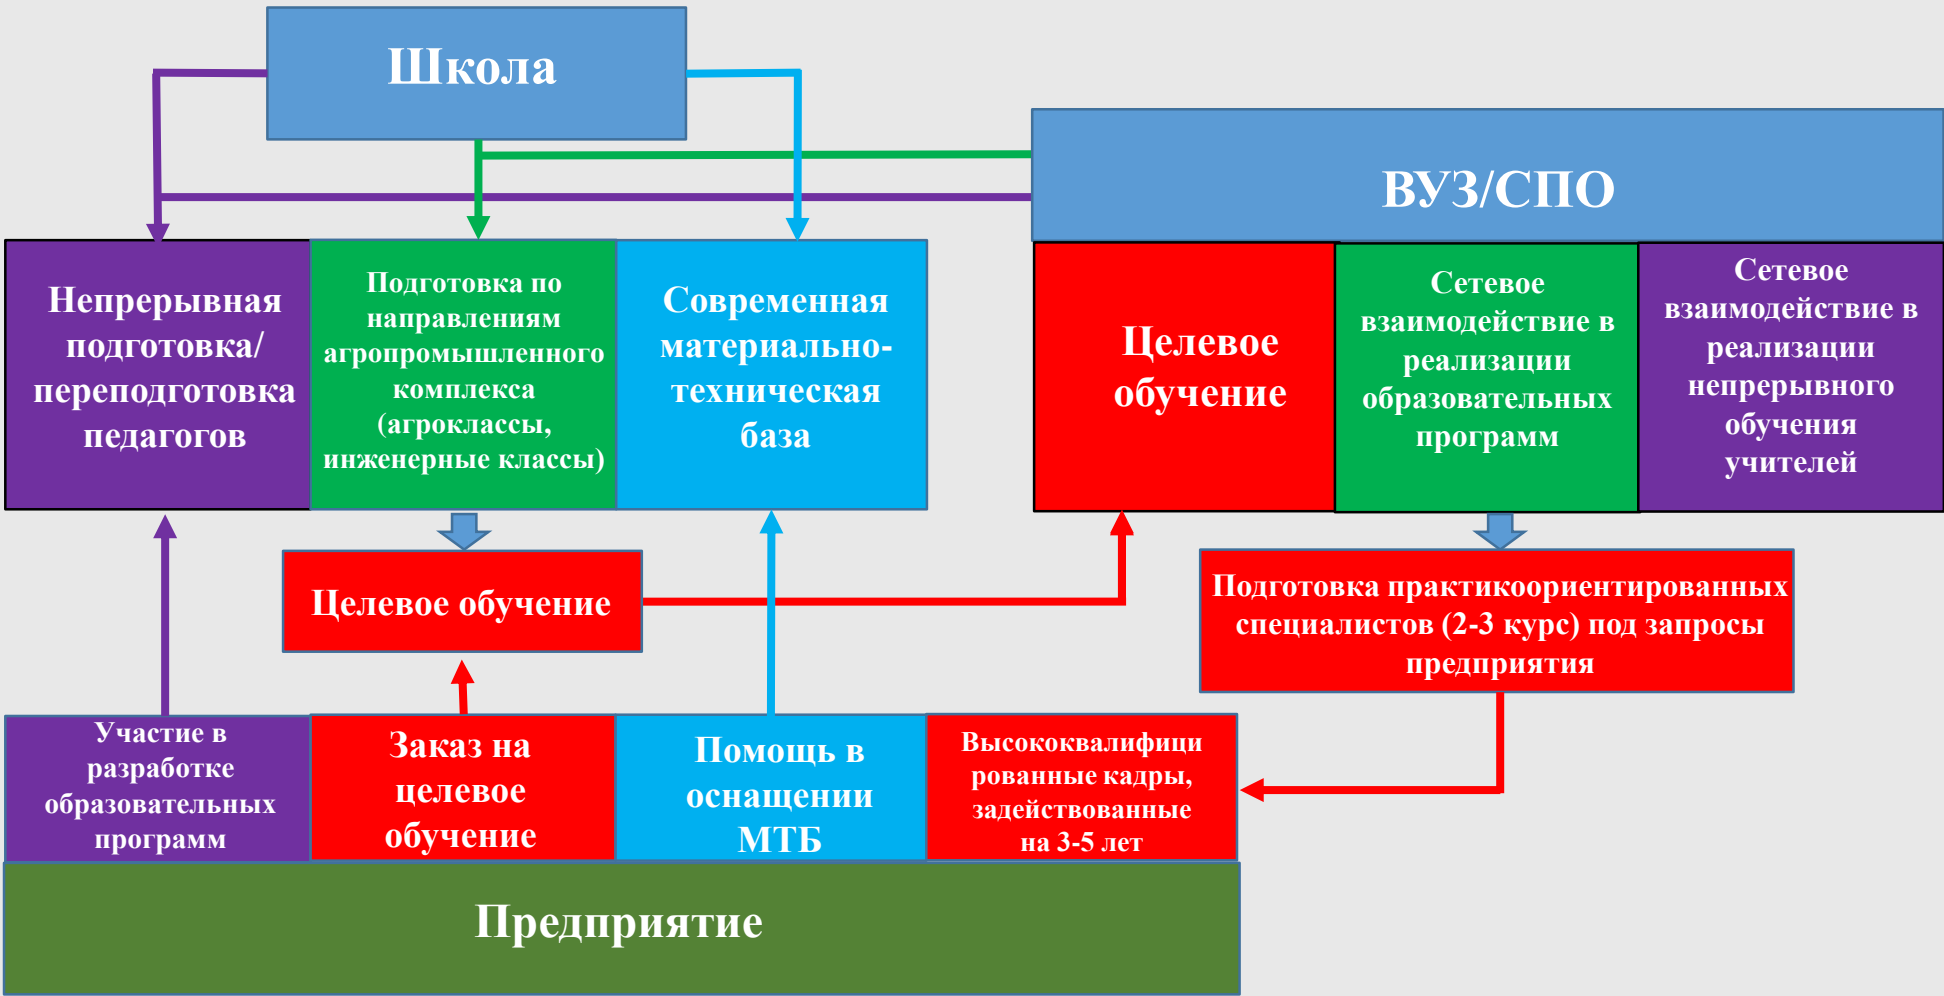 Школа
ВУЗ/СПО
Непрерывная
подготовка/
переподготовка
педагогов
Подготовка по
направлениям
агропромышленного
комплекса
(агроклассы,
инженерные классы)
Современная
материально-
техническая
база
Целевое
обучение
Сетевое
взаимодействие в
реализации
образовательных
программ
Сетевое
взаимодействие в
реализации
непрерывного
обучения
учителей
Целевое обучение
Подготовка практикоориентированных
специалистов (2-3 курс) под запросы
предприятия
Участие в
разработке
образовательных
программ
Заказ на
целевое
обучение
Помощь в
оснащении
МТБ
Высококвалифици
рованные кадры,
задействованные
на 3-5 лет
Предприятие